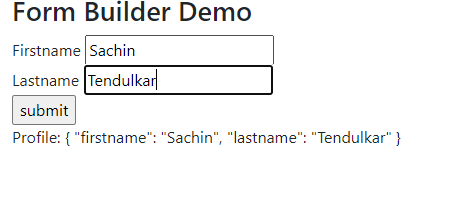 Form Builder Demo
Firstname Sachin
Lastname Tendulkar
submit
Profile: { "firstname": "Sachin", "lastname": "Tendulkar" }